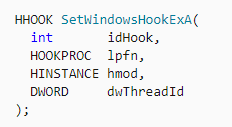 HHOOK SetWindowsHookExA(
  int       idHook,
  HOOKPROC  lpfn,
  HINSTANCE hmod,
  DWORD     dwThreadId
);